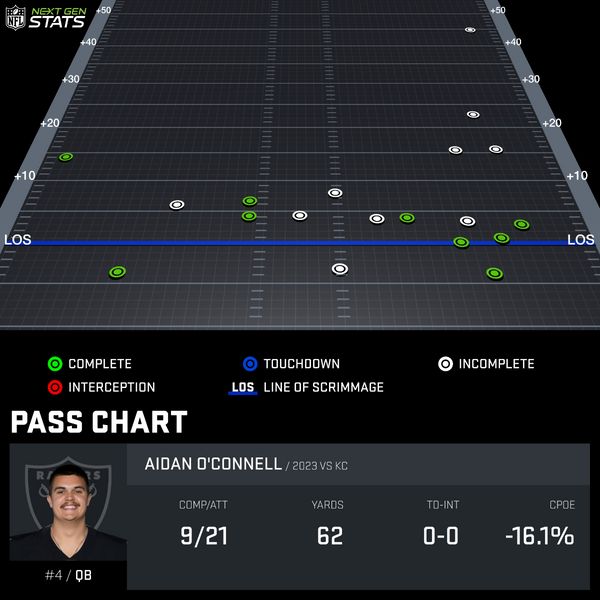 NFL NEXT GEN STATS
+50 +50
+40 +40
+30 +30
+20 +20
+10 +10
LOS LOS
COMPLETE TOUCHDOWN INCOMPLETE
INTERCEPTION LOS LINE OF SCRIMMAGE
PASS CHART
AIDAN O'CONNELL / 2023 VS KC
COMP/ATT YARDS TD-INT CPOE
9/21 62 0-0 -16.1%
RAIDERS
#4 / QB